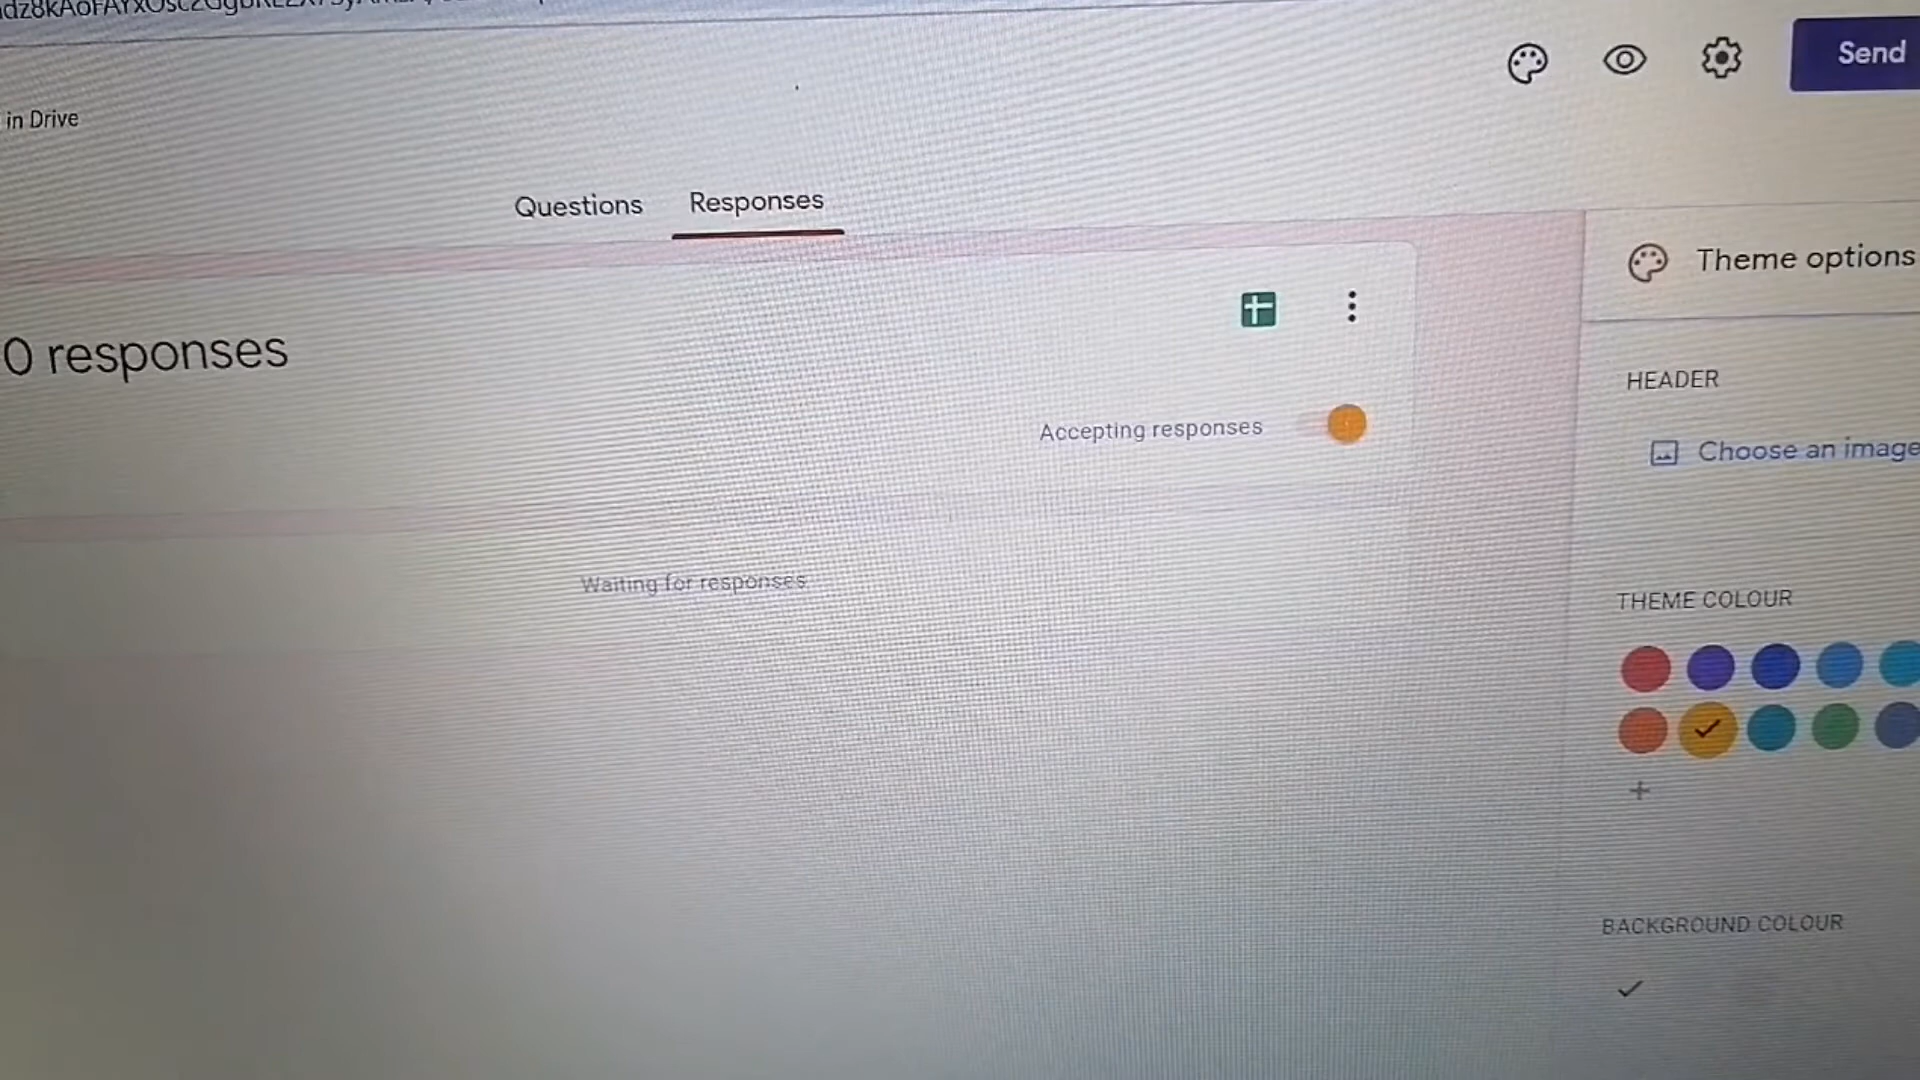 in Drive
Send
Questions
Responses
Theme options
0 responses
HEADER
Accepting responses
Choose an image
Waiting for responses
THEME COLOUR
BACKGROUND COLOUR